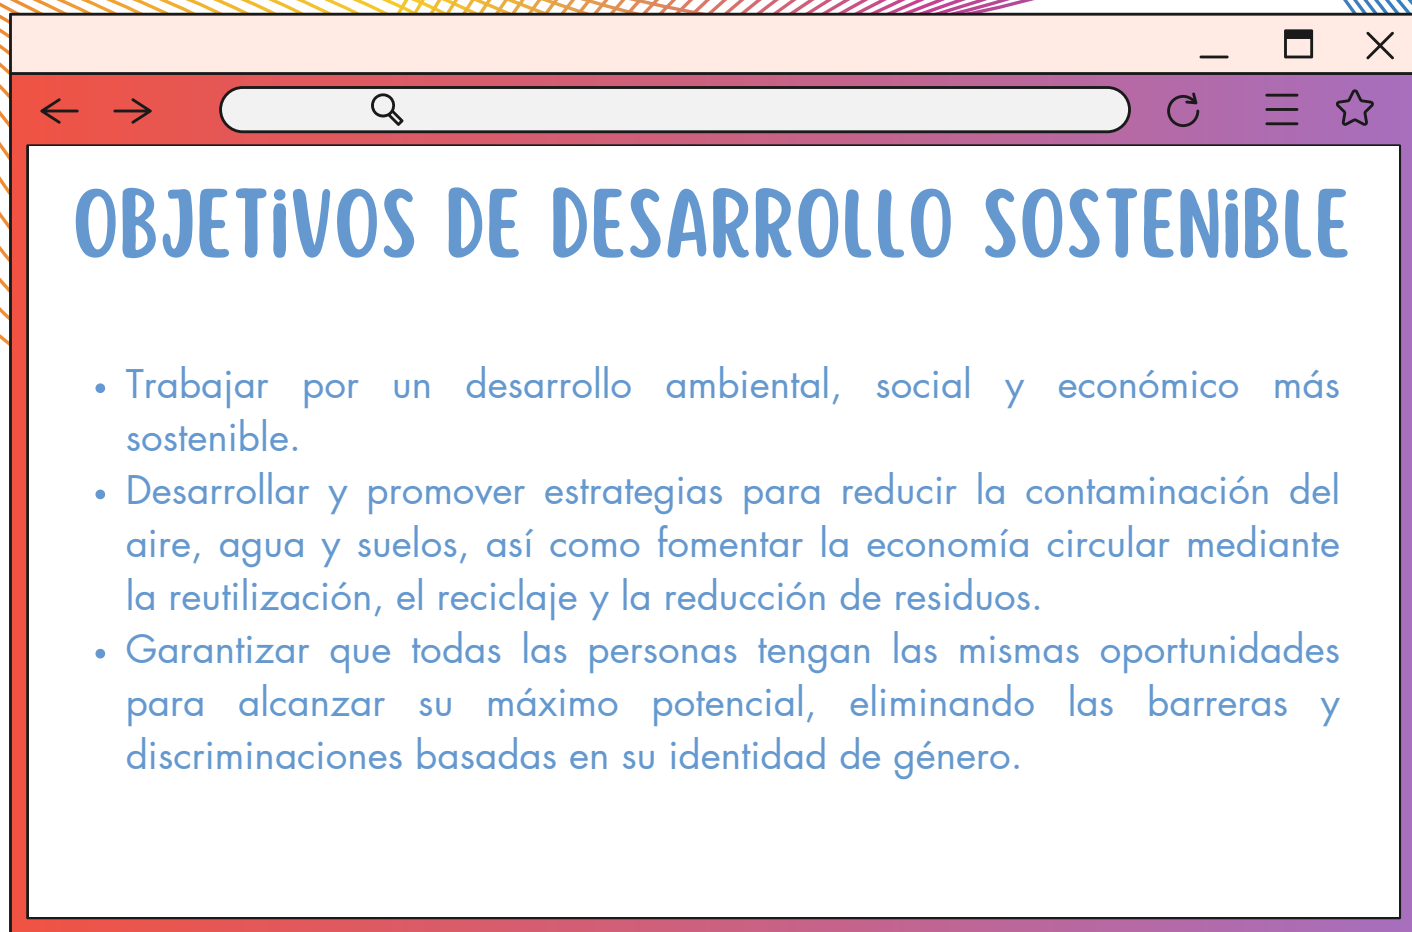 OBJETiVOS DE DESARROLLO SOSTENiBLE
• Trabajar por un desarrollo ambiental, social y económico más
sostenible.
• Desarrollar y promover estrategias para reducir la contaminación del
aire, agua y suelos, así como fomentar la economía circular mediante
la reutilización, el reciclaje y la reducción de residuos.
• Garantizar que todas las personas tengan las mismas oportunidades
para alcanzar su máximo potencial, eliminando las barreras y
discriminaciones basadas en su identidad de género.